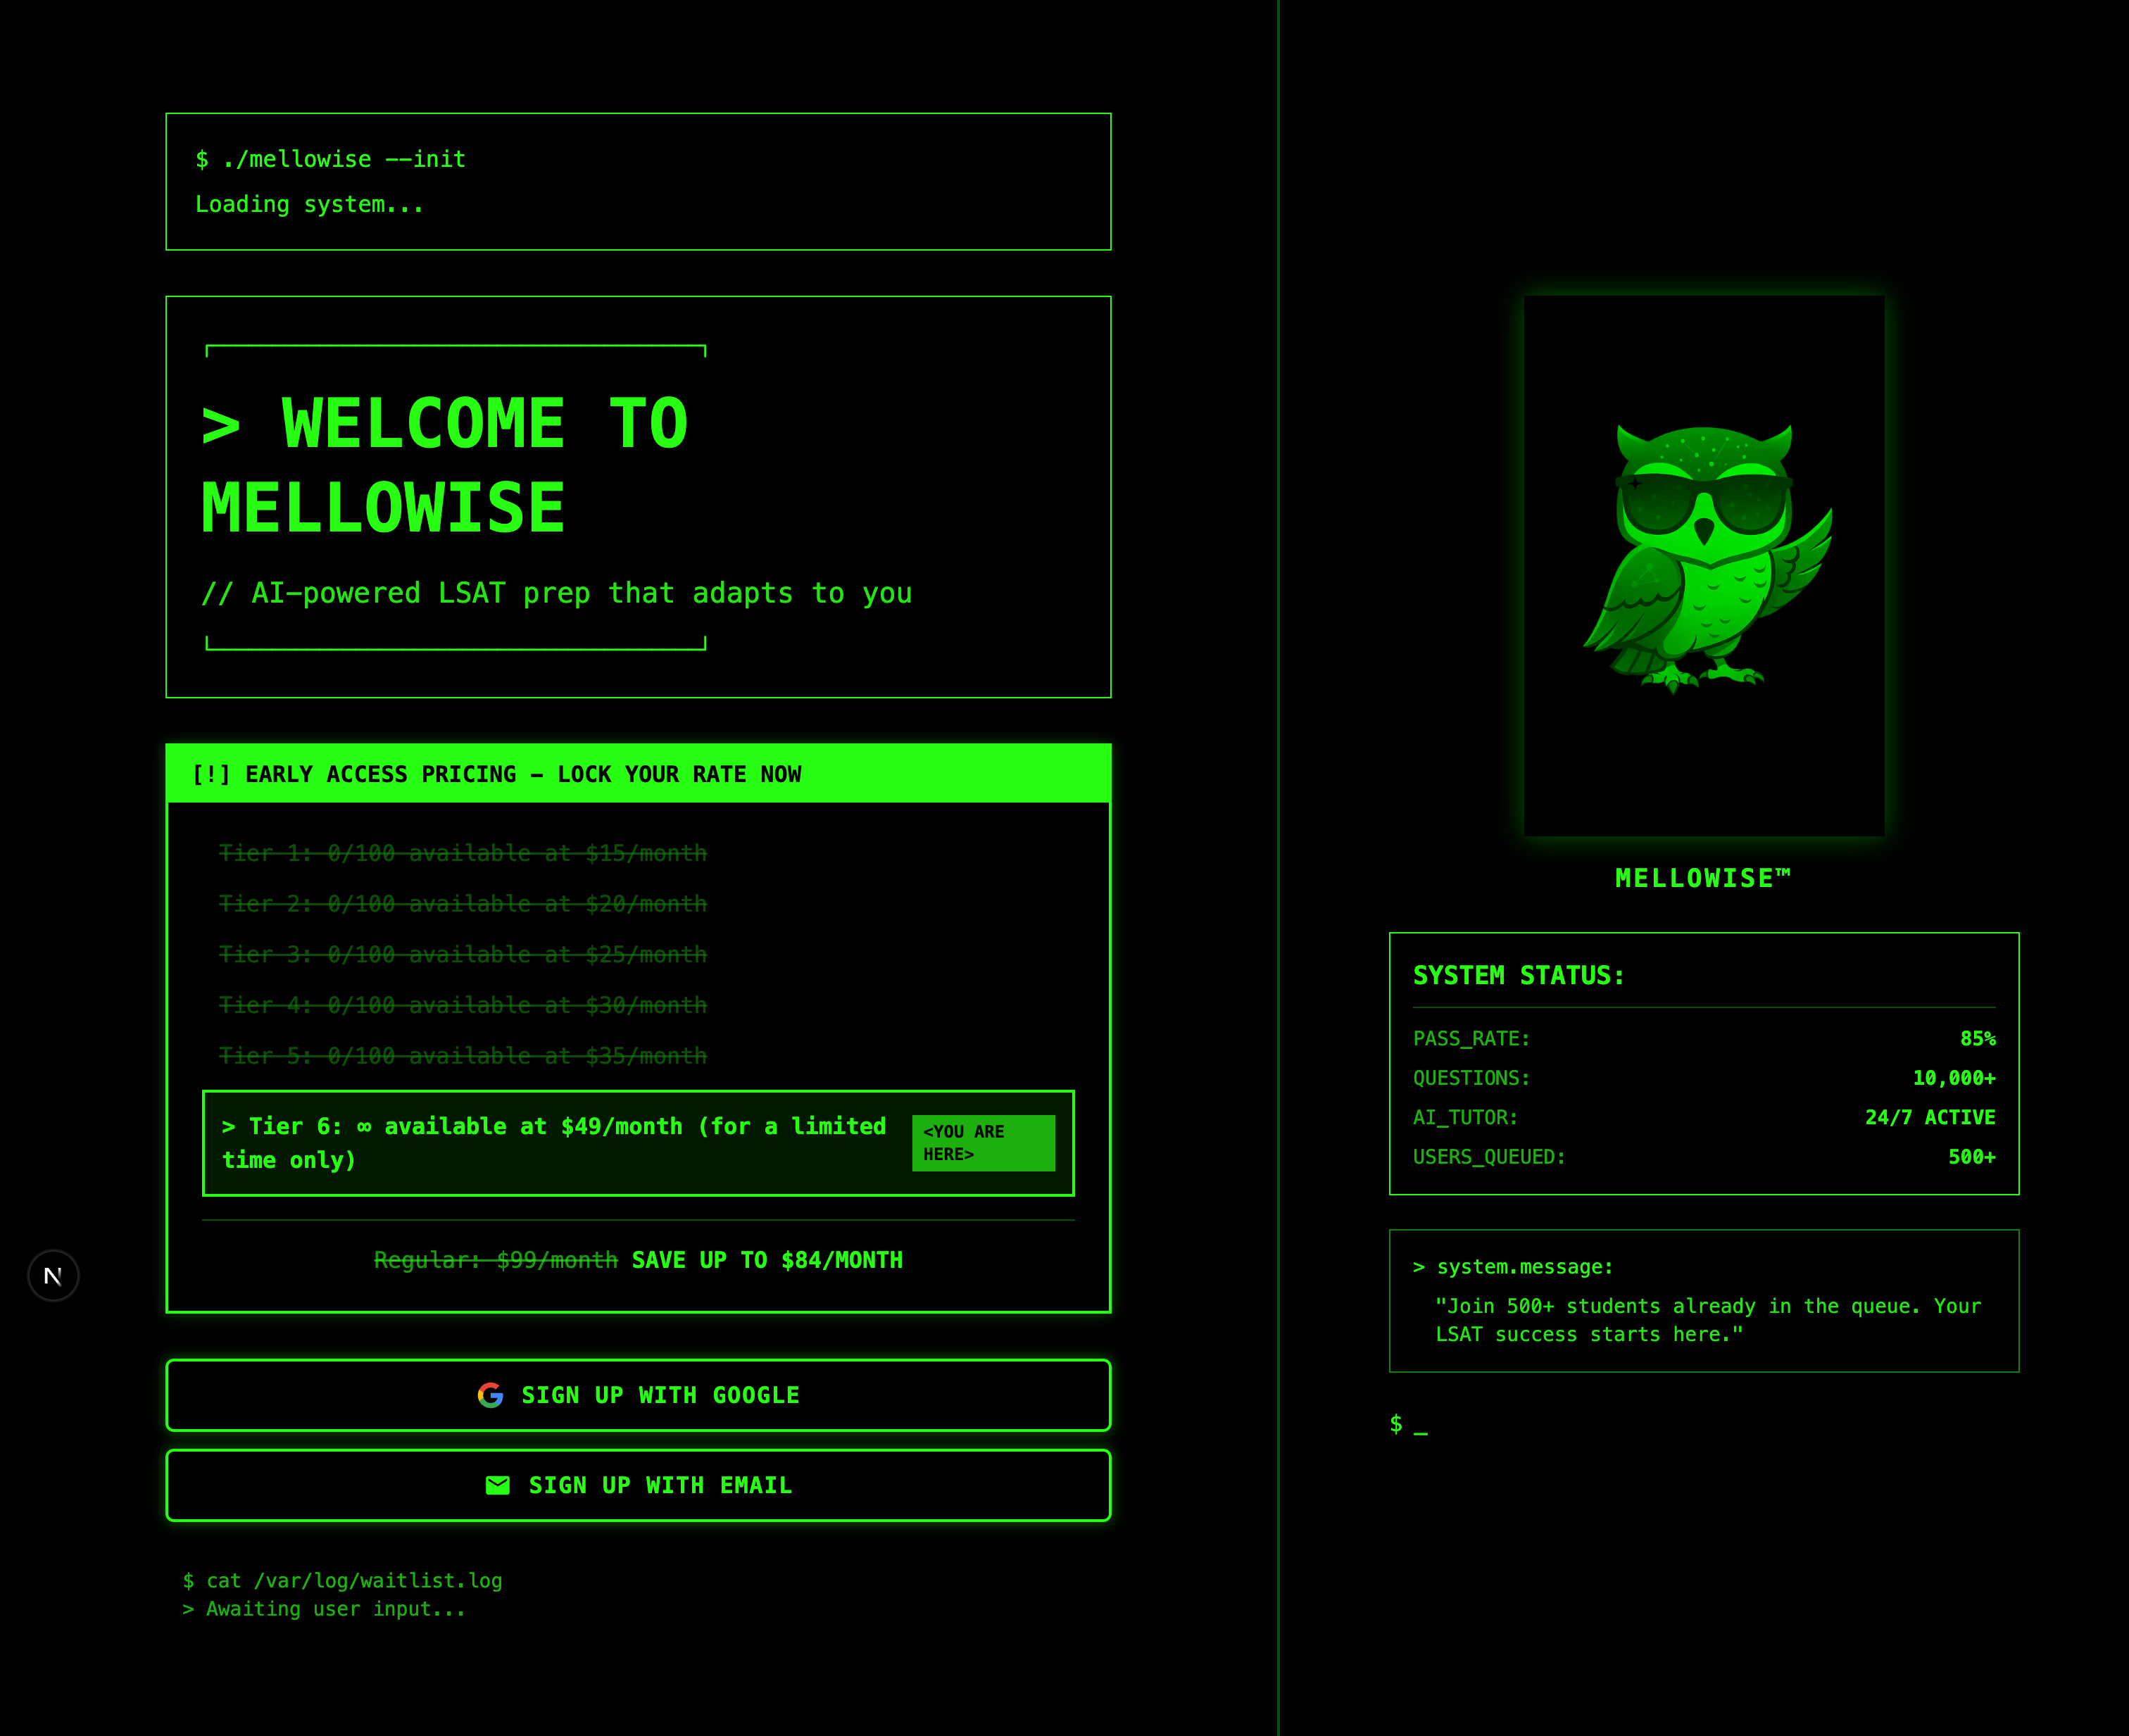 $ ./mellowise --init
Loading system...
> WELCOME TO
MELLOWISE
// AI-powered LSAT prep that adapts to you
[!] EARLY ACCESS PRICING - LOCK YOUR RATE NOW
Tier 1: 0/100 available at $15/month
Tier 2: 0/100 available at $20/month
Tier 3: 0/100 available at $25/month
Tier 4: 0/100 available at $30/month
Tier 5: 0/100 available at $35/month
> Tier 6: ∞ available at $49/month (for a limited
time only)
<YOU ARE
HERE>
Regular: $99/month SAVE UP TO $84/MONTH
SIGN UP WITH GOOGLE
SIGN UP WITH EMAIL
$ cat /var/log/waitlist.log
> Awaiting user input...
N
MELLOWISE™
SYSTEM STATUS:
PASS_RATE: 85%
QUESTIONS: 10,000+
AI_TUTOR: 24/7 ACTIVE
USERS_QUEUED: 500+
> system.message:
"Join 500+ students already in the queue. Your
LSAT success starts here."
$ _